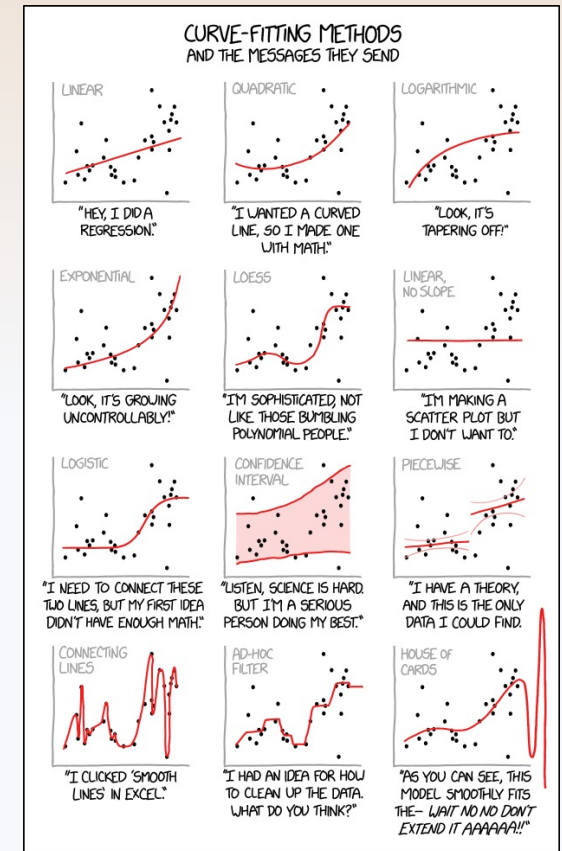 CURVE-FITTING METHODS
AND THE MESSAGES THEY SEND
LINEAR
"HEY, I DID A
REGRESSION."
QUADRATIC
"I WANTED A CURVED
LINE, SO I MADE ONE
WITH MATH."
LOGARITHMIC
"LOOK, IT'S
TAPERING OFF!"
EXPONENTIAL
"LOOK, IT'S GROWING
UNCONTROLLABLY!"
LOESS
"I'M SOPHISTICATED, NOT
LIKE THOSE BUMBLING
POLYNOMIAL PEOPLE."
LINEAR,
NO SLOPE
"I'M MAKING A
SCATTER PLOT BUT
I DON'T WANT TO."
LOGISTIC
"I NEED TO CONNECT THESE
TWO LINES, BUT MY FIRST IDEA
DIDN'T HAVE ENOUGH MATH."
CONFIDENCE
INTERVAL
"LISTEN, SCIENCE IS HARD.
BUT I'M A SERIOUS
PERSON DOING MY BEST."
PIECEWISE
"I HAVE A THEORY,
AND THIS IS THE ONLY
DATA I COULD FIND.
CONNECTING
LINES
"I CLICKED 'SMOOTH
LINES' IN EXCEL."
AD-HOC
FILTER
"I HAD AN IDEA FOR HOW
TO CLEAN UP THE DATA.
WHAT DO YOU THINK?"
HOUSE OF
CARDS
"AS YOU CAN SEE, THIS
MODEL SMOOTHLY FITS
THE– WAIT NO NO DON'T
EXTEND IT AAAAAA!!"